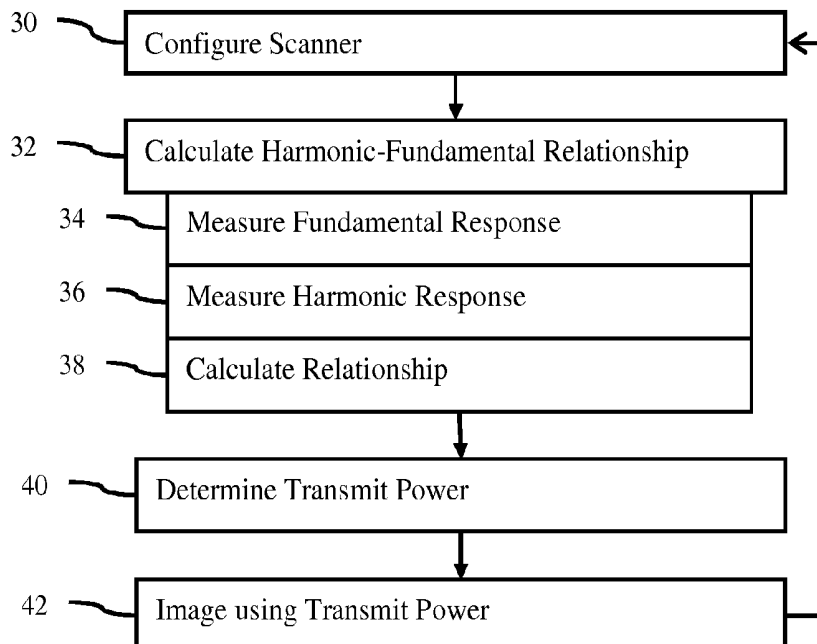 30 Configure Scanner
32 Calculate Harmonic-Fundamental Relationship
34 Measure Fundamental Response
36 Measure Harmonic Response
38 Calculate Relationship
40 Determine Transmit Power
42 Image using Transmit Power